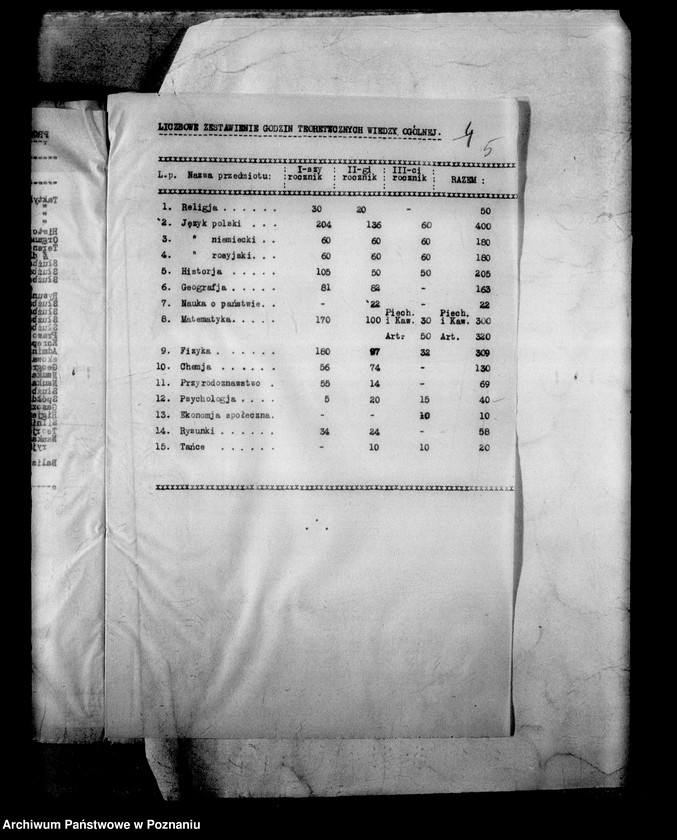 LICZBOWE ZESTAWIENIE GODZIN TEORETYCZNYCH WIEDZY OGÓLNEJ.
4
5
L.p. Nazwa przedmiotu: : I-szy rocznik : II-gi rocznik : III-ci rocznik : RAZEM :
1. Religja . . . . . . 30 20 - 50
2. Język polski . . . 204 136 60 400
3. " niemiecki . . 60 60 60 180
4. " rosyjski. . . 60 60 60 180
5. Historja . . . . . 105 50 50 205
6. Geografja . . . . . 81 82 - 163
7. Nauka o państwie. . - 22 - 22
8. Matematyka. . . . . 170 100 Piech. i Kaw. 30 Piech. i Kaw. 300
Art. 50 Art. 320
9. Fizyka . . . . . . 180 97 32 309
10. Chemja . . . . . 56 74 - 130
11. Przyrodoznawstwo . 55 14 - 69
12. Psychologja . . . . 5 20 15 40
13. Ekonomja społeczna. - - 10 10
14. Rysunki . . . . . . 34 24 - 58
15. Tańce . . . . . . - 10 10 20
Archiwum Państwowe w Poznaniu